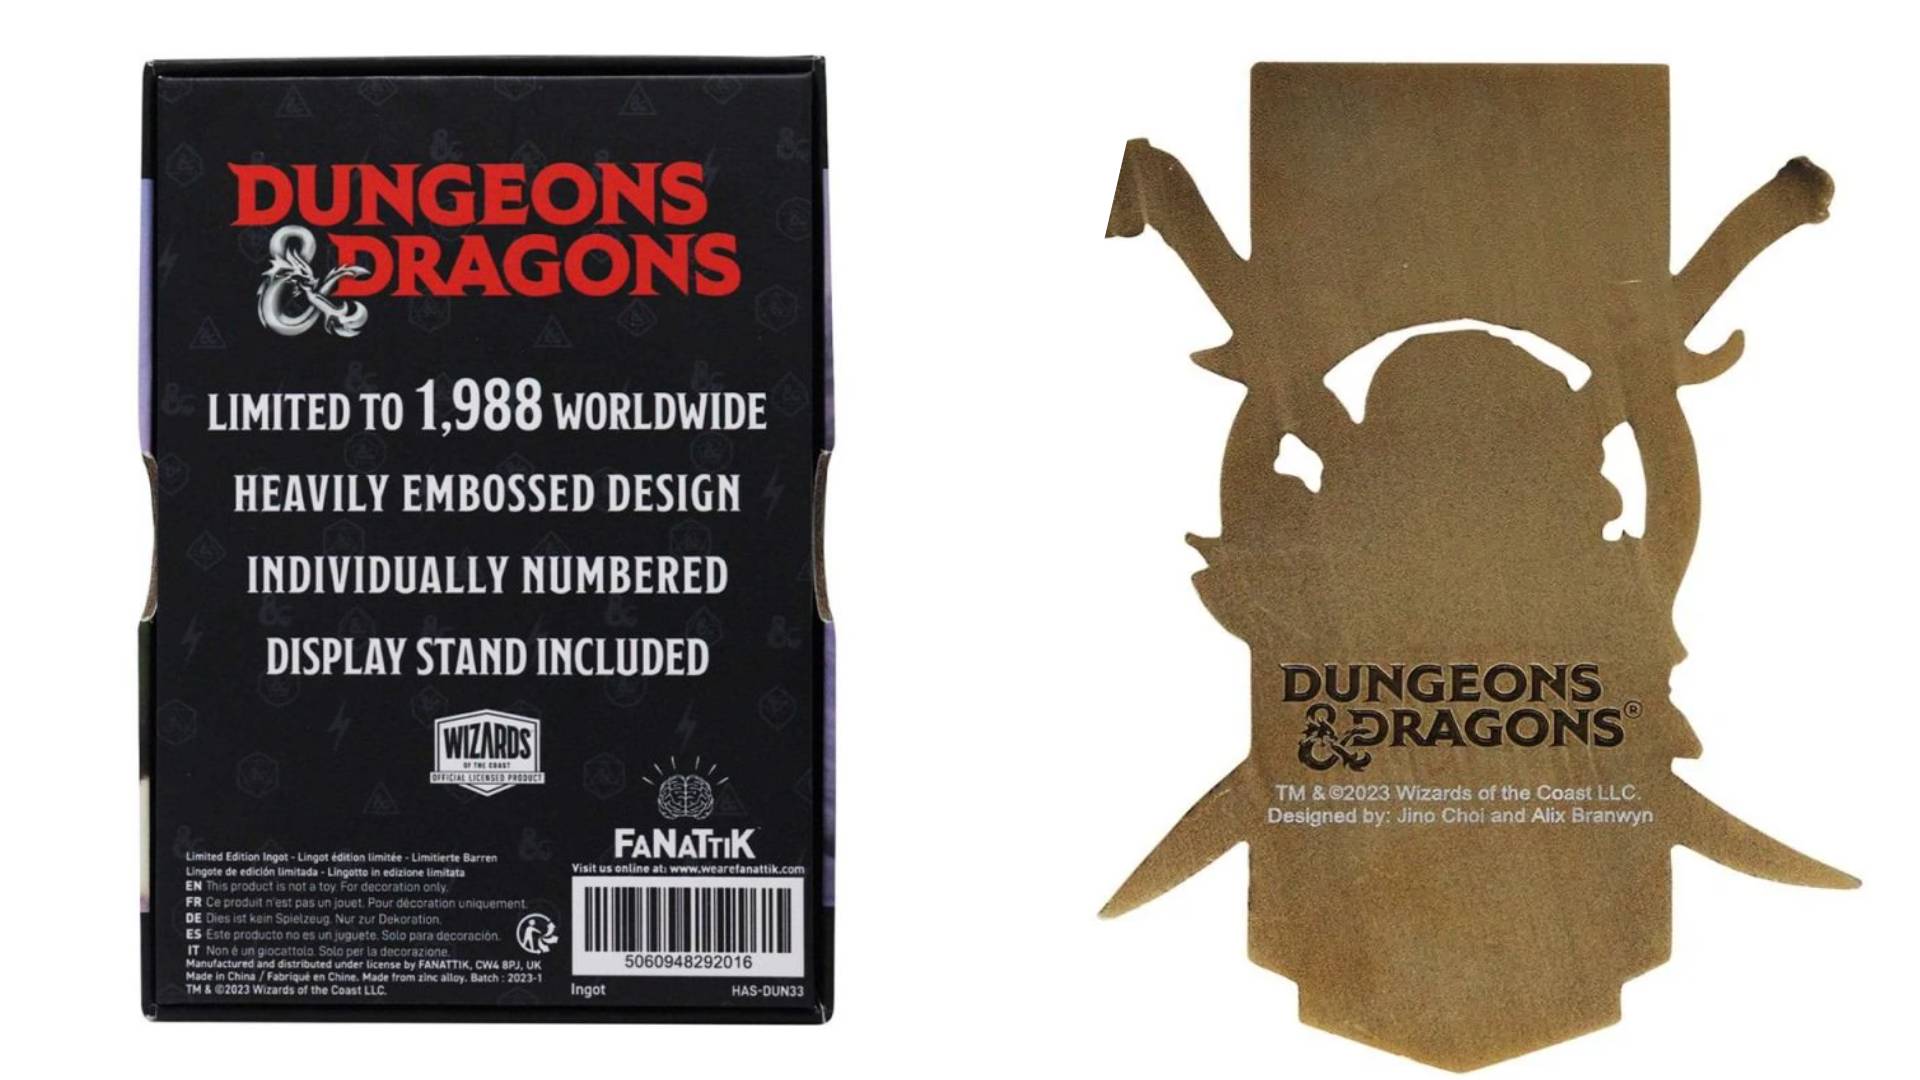 DUNGEONS
& DRAGONS
LIMITED TO 1,988 WORLDWIDE
HEAVILY EMBOSSED DESIGN
INDIVIDUALLY NUMBERED
DISPLAY STAND INCLUDED
WIZARDS
OF THE COAST
OFFICIAL LICENSED PRODUCT
FANATTIK
Visit us online at: www.wearefanattik.com
Limited Edition Ingot - Lingot édition limitée - Limitierte Barren
Lingote de edición limitada - Lingotto in edizione limitata
EN This product is not a toy. For decoration only.
FR Ce produit n'est pas un jouet. Pour décoration uniquement.
DE Dies ist kein Spielzeug. Nur zur Dekoration.
ES Este producto no es un juguete. Solo para decoración.
IT Non è un giocattolo. Solo per la decorazione.
Manufactured and distributed under license by FANATTIK, CW4 8PJ, UK
Made in China / Fabriqué en Chine. Made from zinc alloy. Batch : 2023-1
TM & ©2023 Wizards of the Coast LLC.
5060948292016
Ingot HAS-DUN33
DUNGEONS
& DRAGONS®
TM & ©2023 Wizards of the Coast LLC.
Designed by: Jino Choi and Alix Branwyn